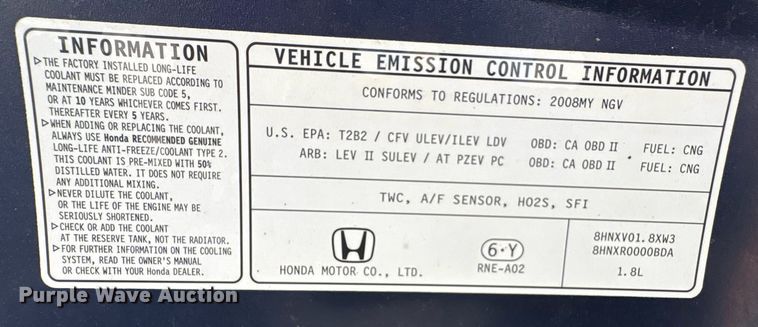 INFORMATION
▷THE FACTORY INSTALLED LONG-LIFE
COOLANT MUST BE REPLACED ACCORDING TO
MAINTENANCE MINDER SUB CODE 5,
OR AT 10 YEARS WHICHEVER COMES FIRST.
THEREAFTER EVERY 5 YEARS.
▷WHEN ADDING OR REPLACING THE COOLANT,
ALWAYS USE Honda RECOMMENDED GENUINE
LONG-LIFE ANTI-FREEZE/COOLANT TYPE 2.
THIS COOLANT IS PRE-MIXED WITH 50%
DISTILLED WATER. IT DOES NOT REQUIRE
ANY ADDITIONAL MIXING.
▷NEVER DILUTE THE COOLANT,
OR THE LIFE OF THE ENGINE MAY BE
SERIOUSLY SHORTENED.
▷CHECK OR ADD THE COOLANT
AT THE RESERVE TANK, NOT THE RADIATOR.
▷FOR FURTHER INFORMATION ON THE COOLING
SYSTEM, READ THE OWNER'S MANUAL
OR CHECK WITH YOUR Honda DEALER.
VEHICLE EMISSION CONTROL INFORMATION
CONFORMS TO REGULATIONS: 2008MY NGV
U.S. EPA: T2B2 / CFV ULEV/ILEV LDV OBD: CA OBD II FUEL: CNG
ARB: LEV II SULEV / AT PZEV PC OBD: CA OBD II FUEL: CNG
TWC, A/F SENSOR, HO2S, SFI
HONDA MOTOR CO., LTD.
6·Y
RNE-A02
8HNXV01.8XW3
8HNXR0000BDA
1.8L
Purple Wave Auction